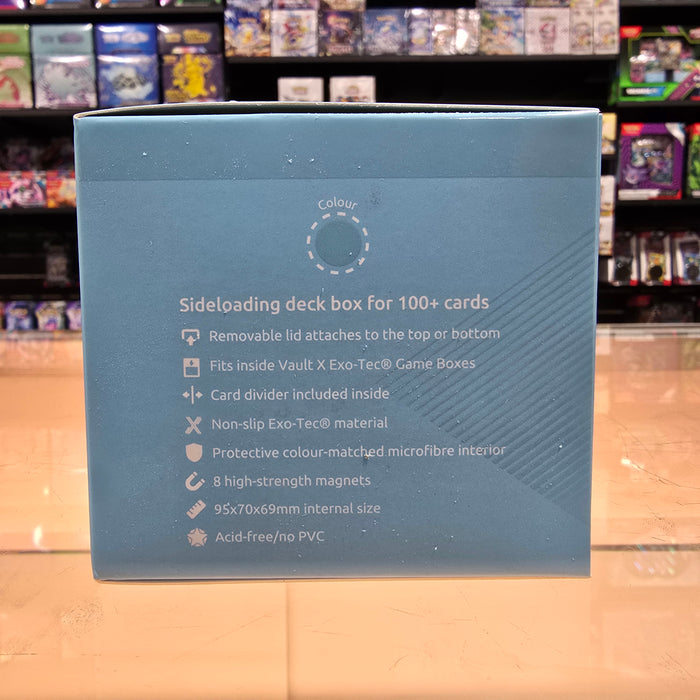 Colour
Sideloading deck box for 100+ cards
Removable lid attaches to the top or bottom
Fits inside Vault X Exo-Tec® Game Boxes
Card divider included inside
Non-slip Exo-Tec® material
Protective colour-matched microfibre interior
8 high-strength magnets
95x70x69mm internal size
Acid-free/no PVC